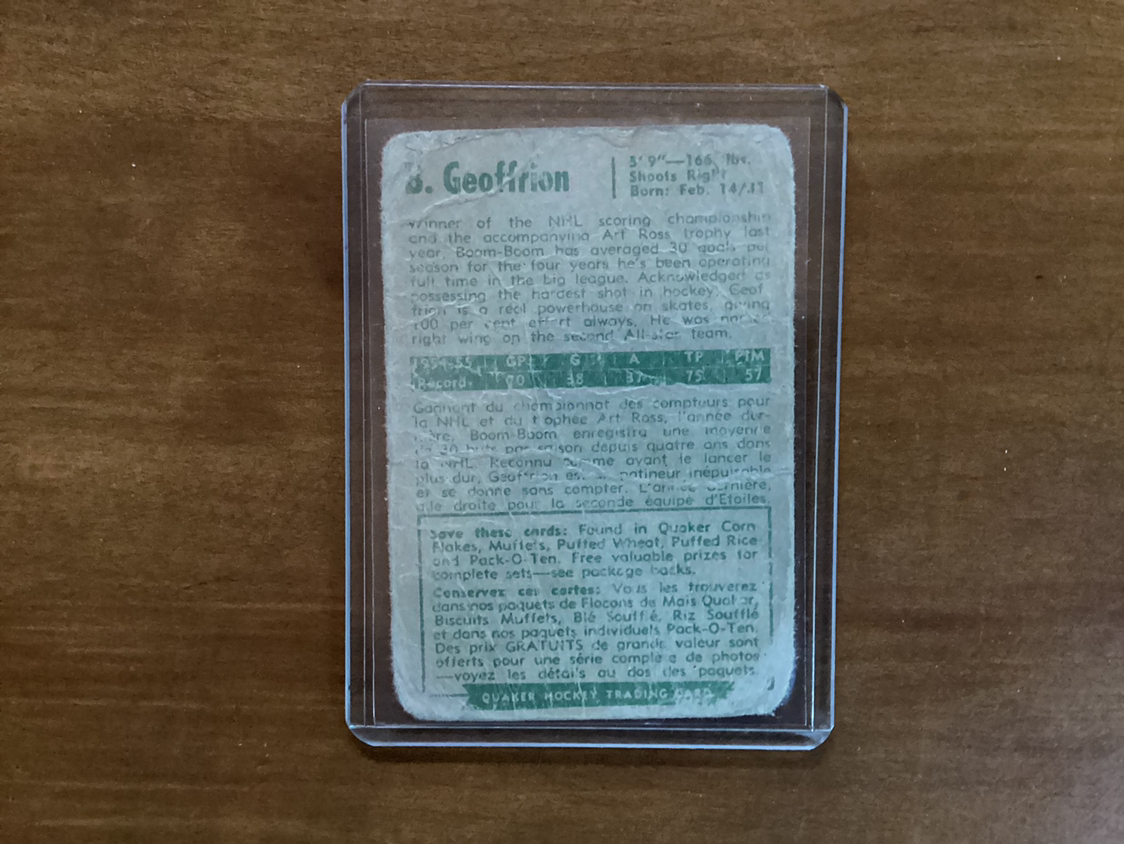 B. Geoffrion
5' 9"—166 lbs.
Shoots Right
Born: Feb. 14/31
Winner of the NHL scoring championship
and the accompanying Art Ross trophy last
year, Boom-Boom has averaged 30 goals per
season for the four years he's been operating
full time in the big league. Acknowledged as
possessing the hardest shot in hockey, Geof-
frion is a real powerhouse on skates, giving
100 per cent effort always. He was named
right wing on the second All-star team.
1954-55 GP G A TP PIM
Record 70 38 37 75 57
Gagnant du championnat des compteurs pour
la NHL et du trophée Art Ross, l'année der-
nière, Boom-Boom enregistra une moyenne
de 30 buts par saison depuis quatre ans dans
la NHL. Reconnu comme ayant le lancer le
plus dur, Geoffrion est un patineur inépuisable
et se donne sans compter. L'année dernière,
aile droite pour la seconde équipe d'Etoiles.
Save these cards: Found in Quaker Corn
Flakes, Muffets, Puffed Wheat, Puffed Rice
and Pack-O-Ten. Free valuable prizes for
complete sets—see package backs.
Conservez ces cartes: Vous les trouverez
dans nos paquets de Flocons de Mais Quaker,
Biscuits Muffets, Blé Soufflé, Riz Soufflé
et dans nos paquets individuels Pack-O-Ten.
Des prix GRATUITS de grande valeur sont
offerts pour une série complète de photos
—voyez les détails au dos des paquets.
QUAKER HOCKEY TRADING CARD